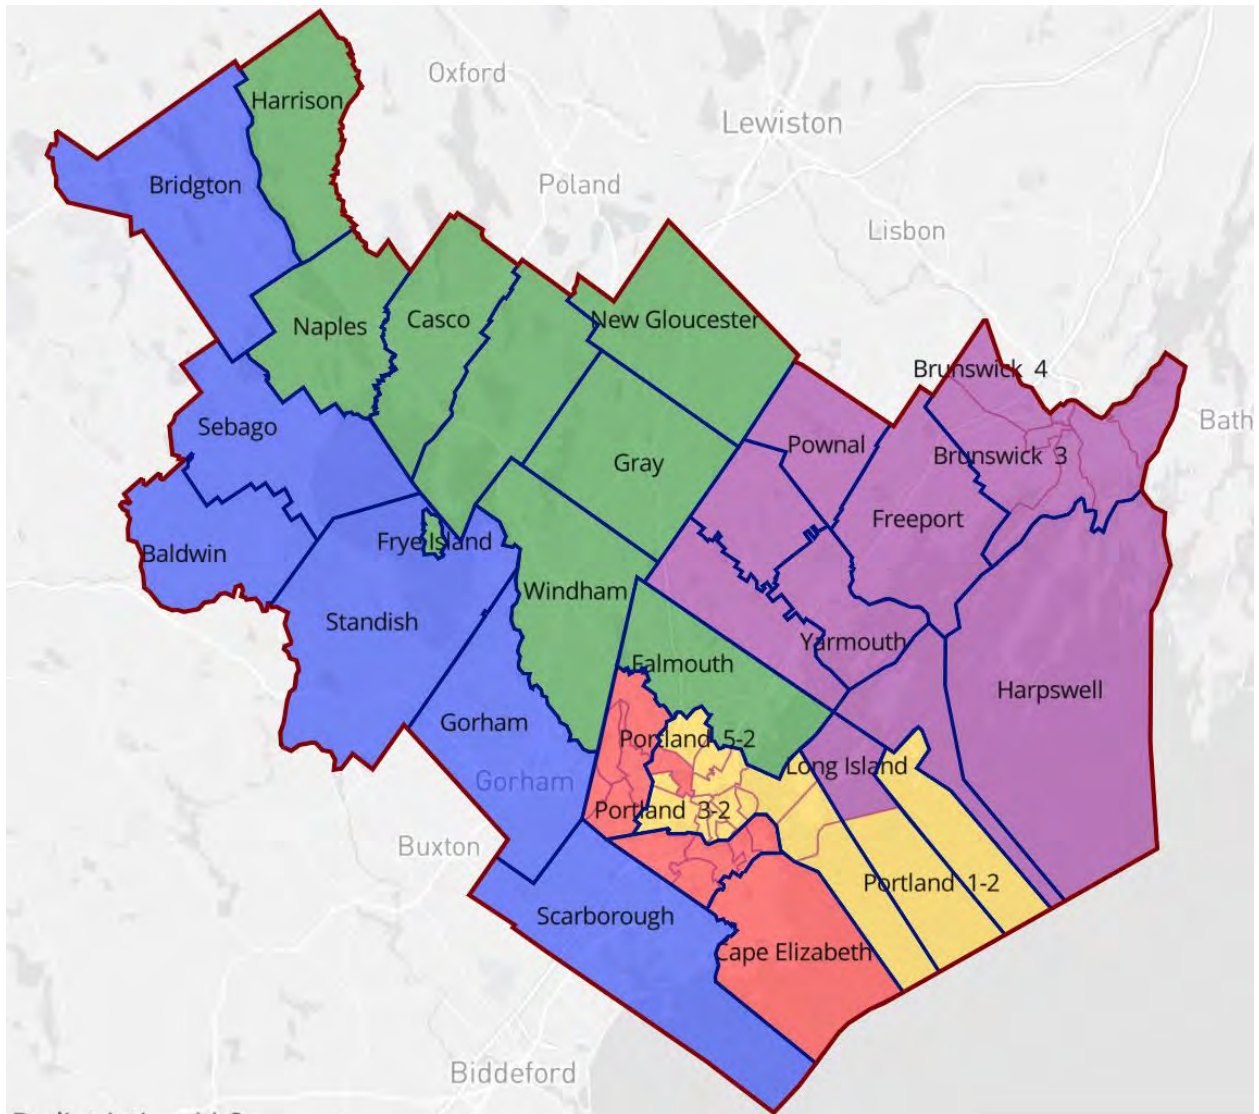 Oxford
Harrison
Lewiston
Bridgton
Poland
Lisbon
Naples
Casco
New Gloucester
Brunswick 4
Sebago
Bath
Pownal
Brunswick 3
Gray
Freeport
Frye Island
Baldwin
Windham
Standish
Yarmouth
Falmouth
Harpswell
Gorham
Portland 5-2
Long Island
Gorham
Portland 3-2
Buxton
Portland 1-2
Scarborough
Cape Elizabeth
Biddeford